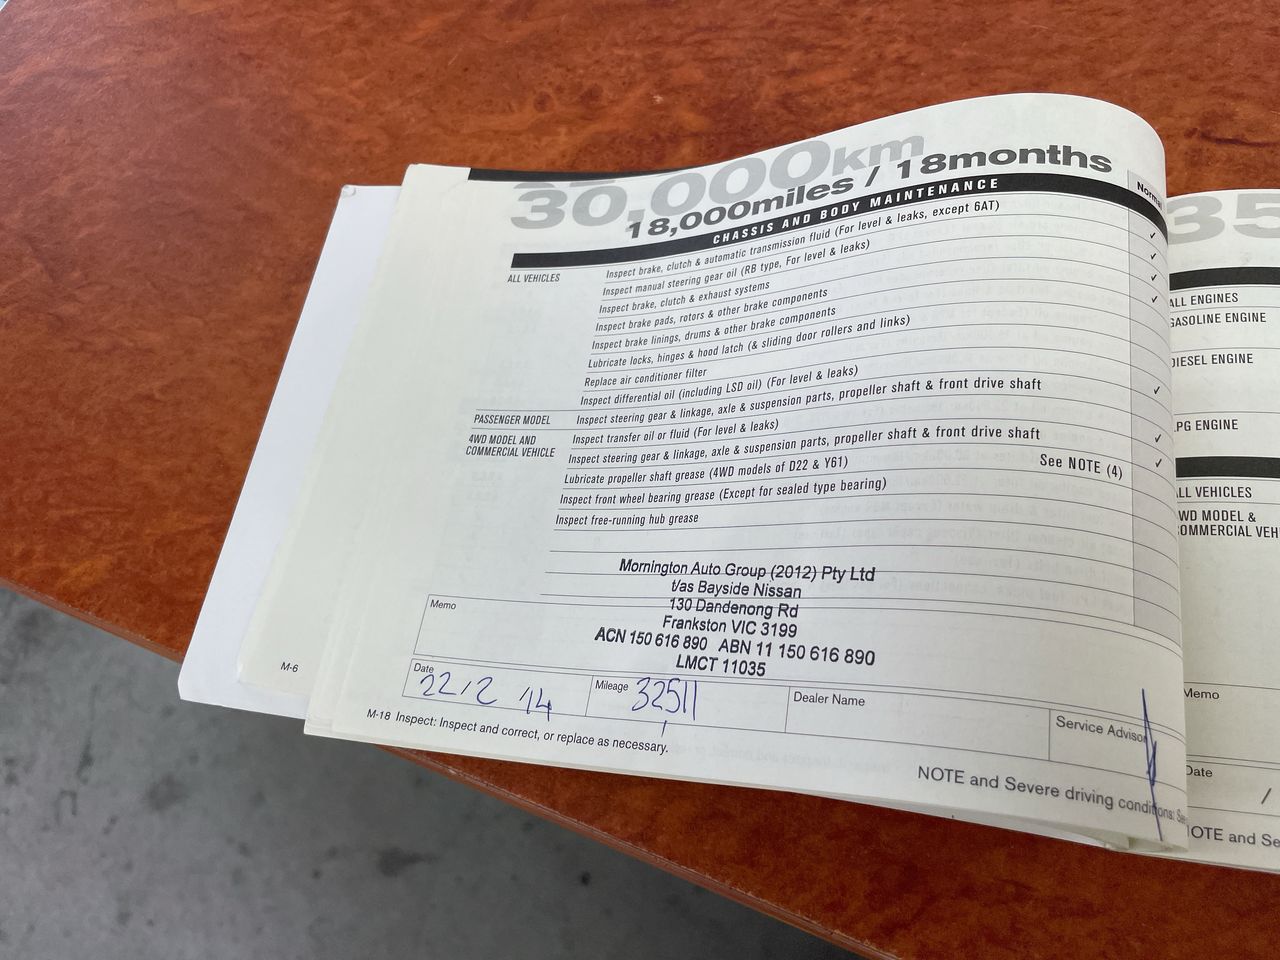 30,000km
18,000miles / 18months
CHASSIS AND BODY MAINTENANCE
Normal
ALL VEHICLES
Inspect brake, clutch & automatic transmission fluid (For level & leaks, except 6AT) ✓
Inspect manual steering gear oil (RB type, For level & leaks) ✓
Inspect brake, clutch & exhaust systems ✓
Inspect brake pads, rotors & other brake components ✓
Inspect brake linings, drums & other brake components
Lubricate locks, hinges & hood latch (& sliding door rollers and links)
Replace air conditioner filter
Inspect differential oil (including LSD oil) (For level & leaks) ✓
PASSENGER MODEL
Inspect steering gear & linkage, axle & suspension parts, propeller shaft & front drive shaft
4WD MODEL AND
COMMERCIAL VEHICLE
Inspect transfer oil or fluid (For level & leaks) ✓
Inspect steering gear & linkage, axle & suspension parts, propeller shaft & front drive shaft ✓
Lubricate propeller shaft grease (4WD models of D22 & Y61) See NOTE (4)
Inspect front wheel bearing grease (Except for sealed type bearing)
Inspect free-running hub grease
Mornington Auto Group (2012) Pty Ltd
t/as Bayside Nissan
130 Dandenong Rd
Frankston VIC 3199
ACN 150 616 890 ABN 11 150 616 890
LMCT 11035
Memo
Date
Mileage 32511
Dealer Name
Service Advisor
M-18 Inspect: Inspect and correct, or replace as necessary.
NOTE and Severe driving conditions: Se
M-6
35
ALL ENGINES
GASOLINE ENGINE
DIESEL ENGINE
LPG ENGINE
ALL VEHICLES
4WD MODEL &
COMMERCIAL VEH
Memo
Date
/
NOTE and Se